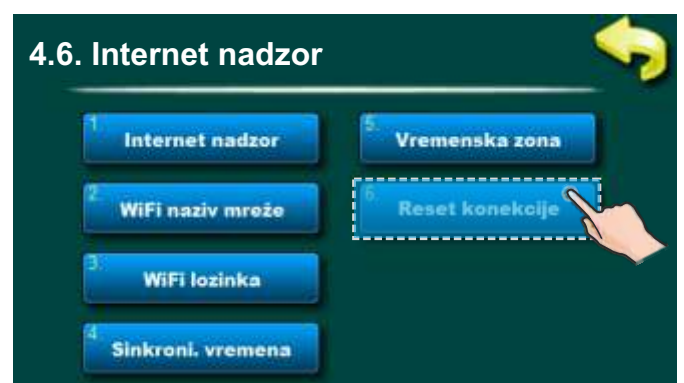 4.6. Internet nadzor
1. Internet nadzor
2. WiFi naziv mreže
3. WiFi lozinka
4. Sinkroni. vremena
5. Vremenska zona
6. Reset konekcije